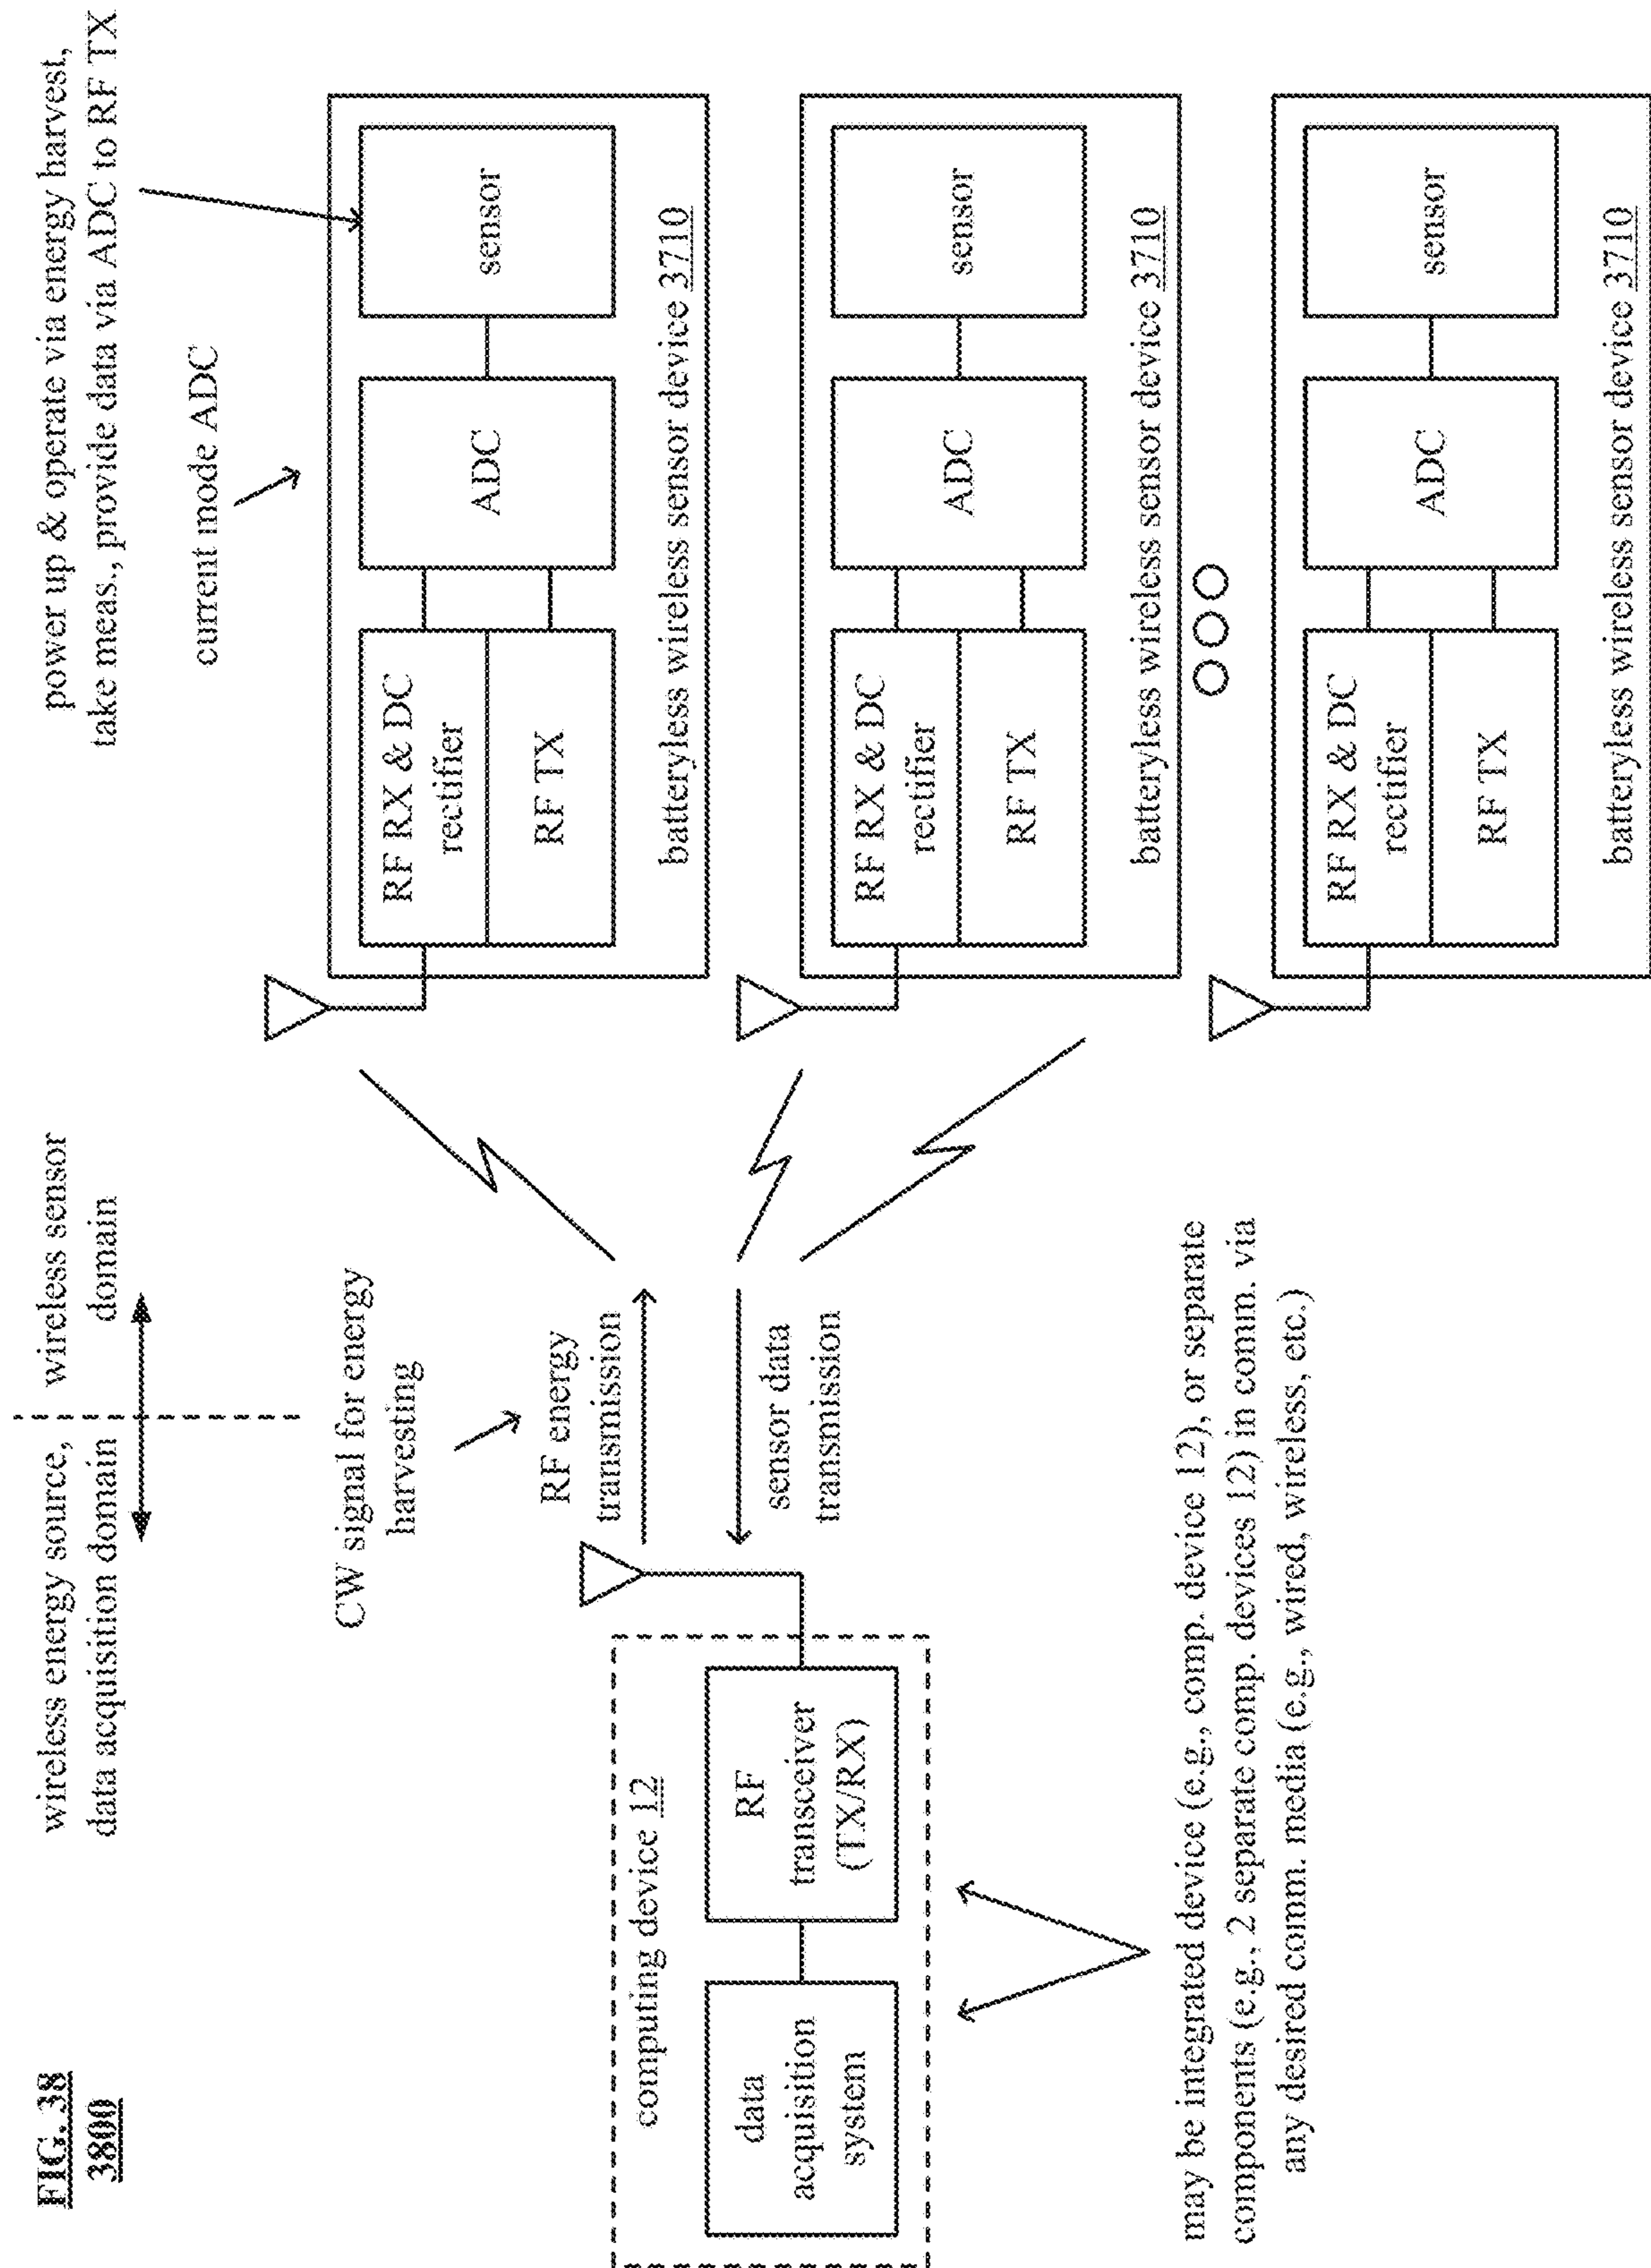 FIG. 38
3800
wireless energy source,
data acquisition domain
wireless sensor
domain
power up & operate via energy harvest,
take meas., provide data via ADC to RF TX
CW signal for energy
harvesting
current mode ADC
RF energy
transmission
sensor data
transmission
computing device 12
data
acquisition
system
RF
transceiver
(TX/RX)
RF RX & DC
rectifier
RF TX
ADC
sensor
batteryless wireless sensor device 3710
RF RX & DC
rectifier
RF TX
ADC
sensor
batteryless wireless sensor device 3710
RF RX & DC
rectifier
RF TX
ADC
sensor
batteryless wireless sensor device 3710
may be integrated device (e.g., comp. device 12), or separate
components (e.g., 2 separate comp. devices 12) in comm. via
any desired comm. media (e.g., wired, wireless, etc.)